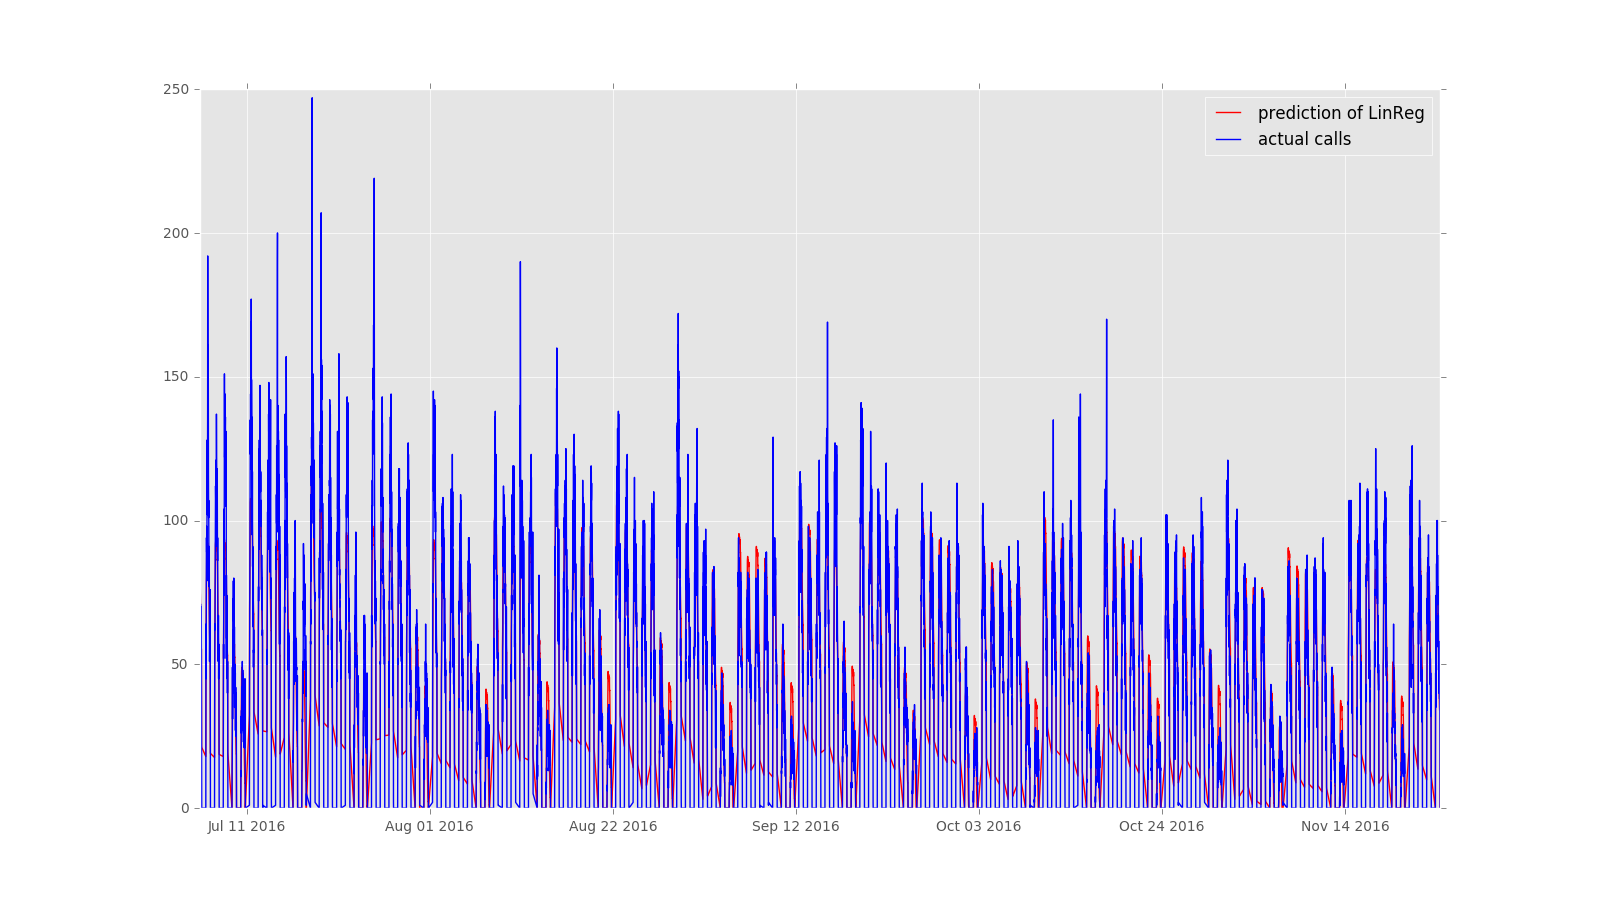 250
prediction of LinReg
actual calls
200
150
100
50
0
Jul 11 2016
Aug 01 2016
Aug 22 2016
Sep 12 2016
Oct 03 2016
Oct 24 2016
Nov 14 2016